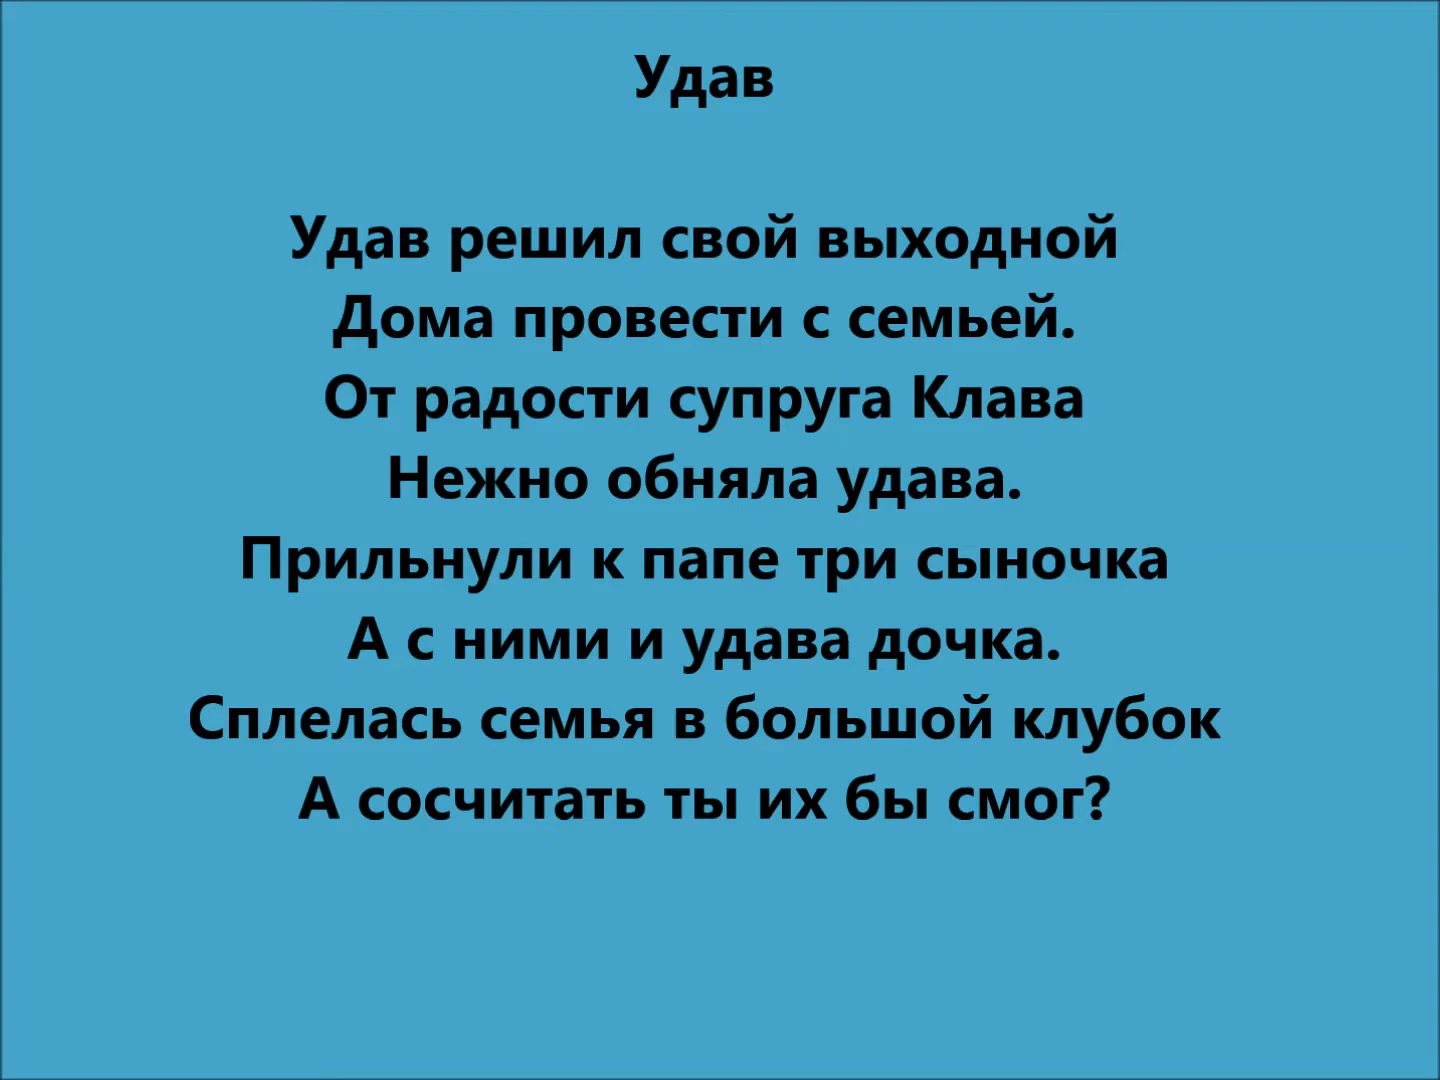 Удав
Удав решил свой выходной
Дома провести с семьей.
От радости супруга Клава
Нежно обняла удава.
Прильнули к папе три сыночка
А с ними и удава дочка.
Сплелась семья в большой клубок
А сосчитать ты их бы смог?